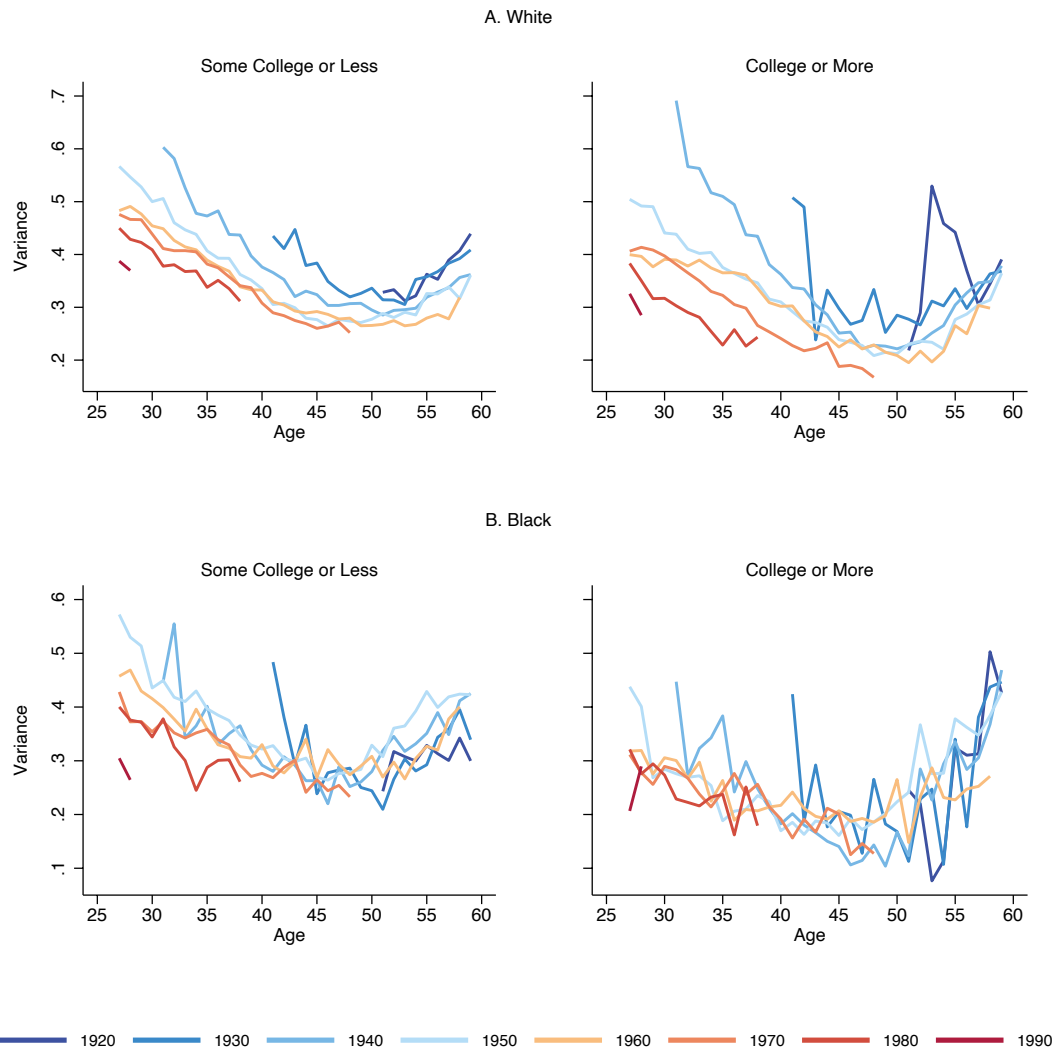 A. White
Some College or Less
College or More
Variance
.7
.6
.5
.4
.3
.2
25 30 35 40 45 50 55 60
25 30 35 40 45 50 55 60
Age
Age
B. Black
Some College or Less
College or More
Variance
.6
.5
.4
.3
.2
.1
25 30 35 40 45 50 55 60
25 30 35 40 45 50 55 60
Age
Age
1920 1930 1940 1950 1960 1970 1980 1990